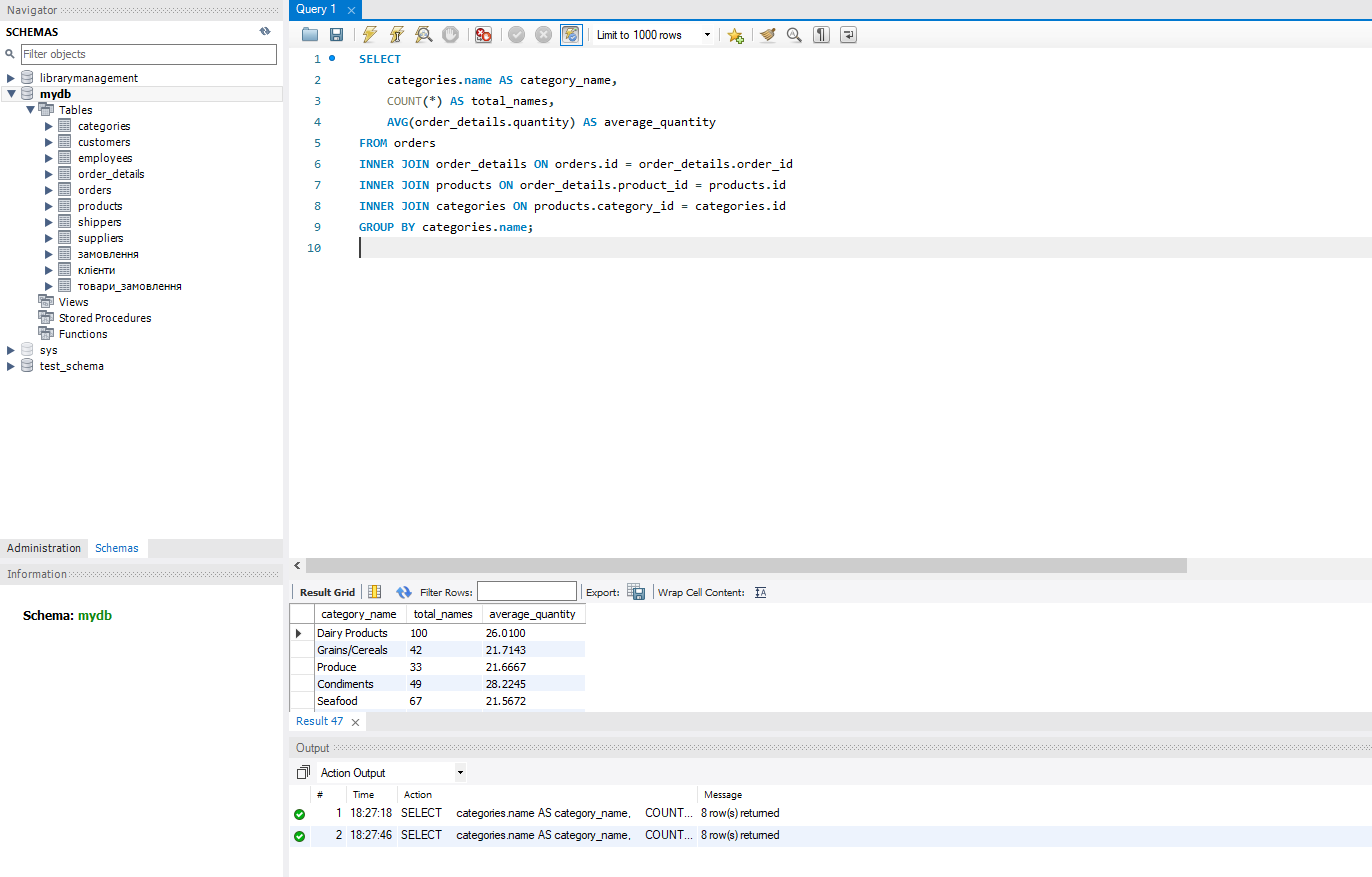 Navigator
SCHEMAS
Filter objects
librarymanagement
mydb
Tables
categories
customers
employees
order_details
orders
products
shippers
suppliers
замовлення
клієнти
товари_замовлення
Views
Stored Procedures
Functions
sys
test_schema
Administration Schemas
Information
Schema: mydb
Query 1
Limit to 1000 rows
1 SELECT
2 categories.name AS category_name,
3 COUNT(*) AS total_names,
4 AVG(order_details.quantity) AS average_quantity
5 FROM orders
6 INNER JOIN order_details ON orders.id = order_details.order_id
7 INNER JOIN products ON order_details.product_id = products.id
8 INNER JOIN categories ON products.category_id = categories.id
9 GROUP BY categories.name;
10
Result Grid Filter Rows: Export: Wrap Cell Content:
category_name total_names average_quantity
Dairy Products 100 26.0100
Grains/Cereals 42 21.7143
Produce 33 21.6667
Condiments 49 28.2245
Seafood 67 21.5672
Result 47
Output
Action Output
# Time Action Message
1 18:27:18 SELECT categories.name AS category_name, COUNT... 8 row(s) returned
2 18:27:46 SELECT categories.name AS category_name, COUNT... 8 row(s) returned